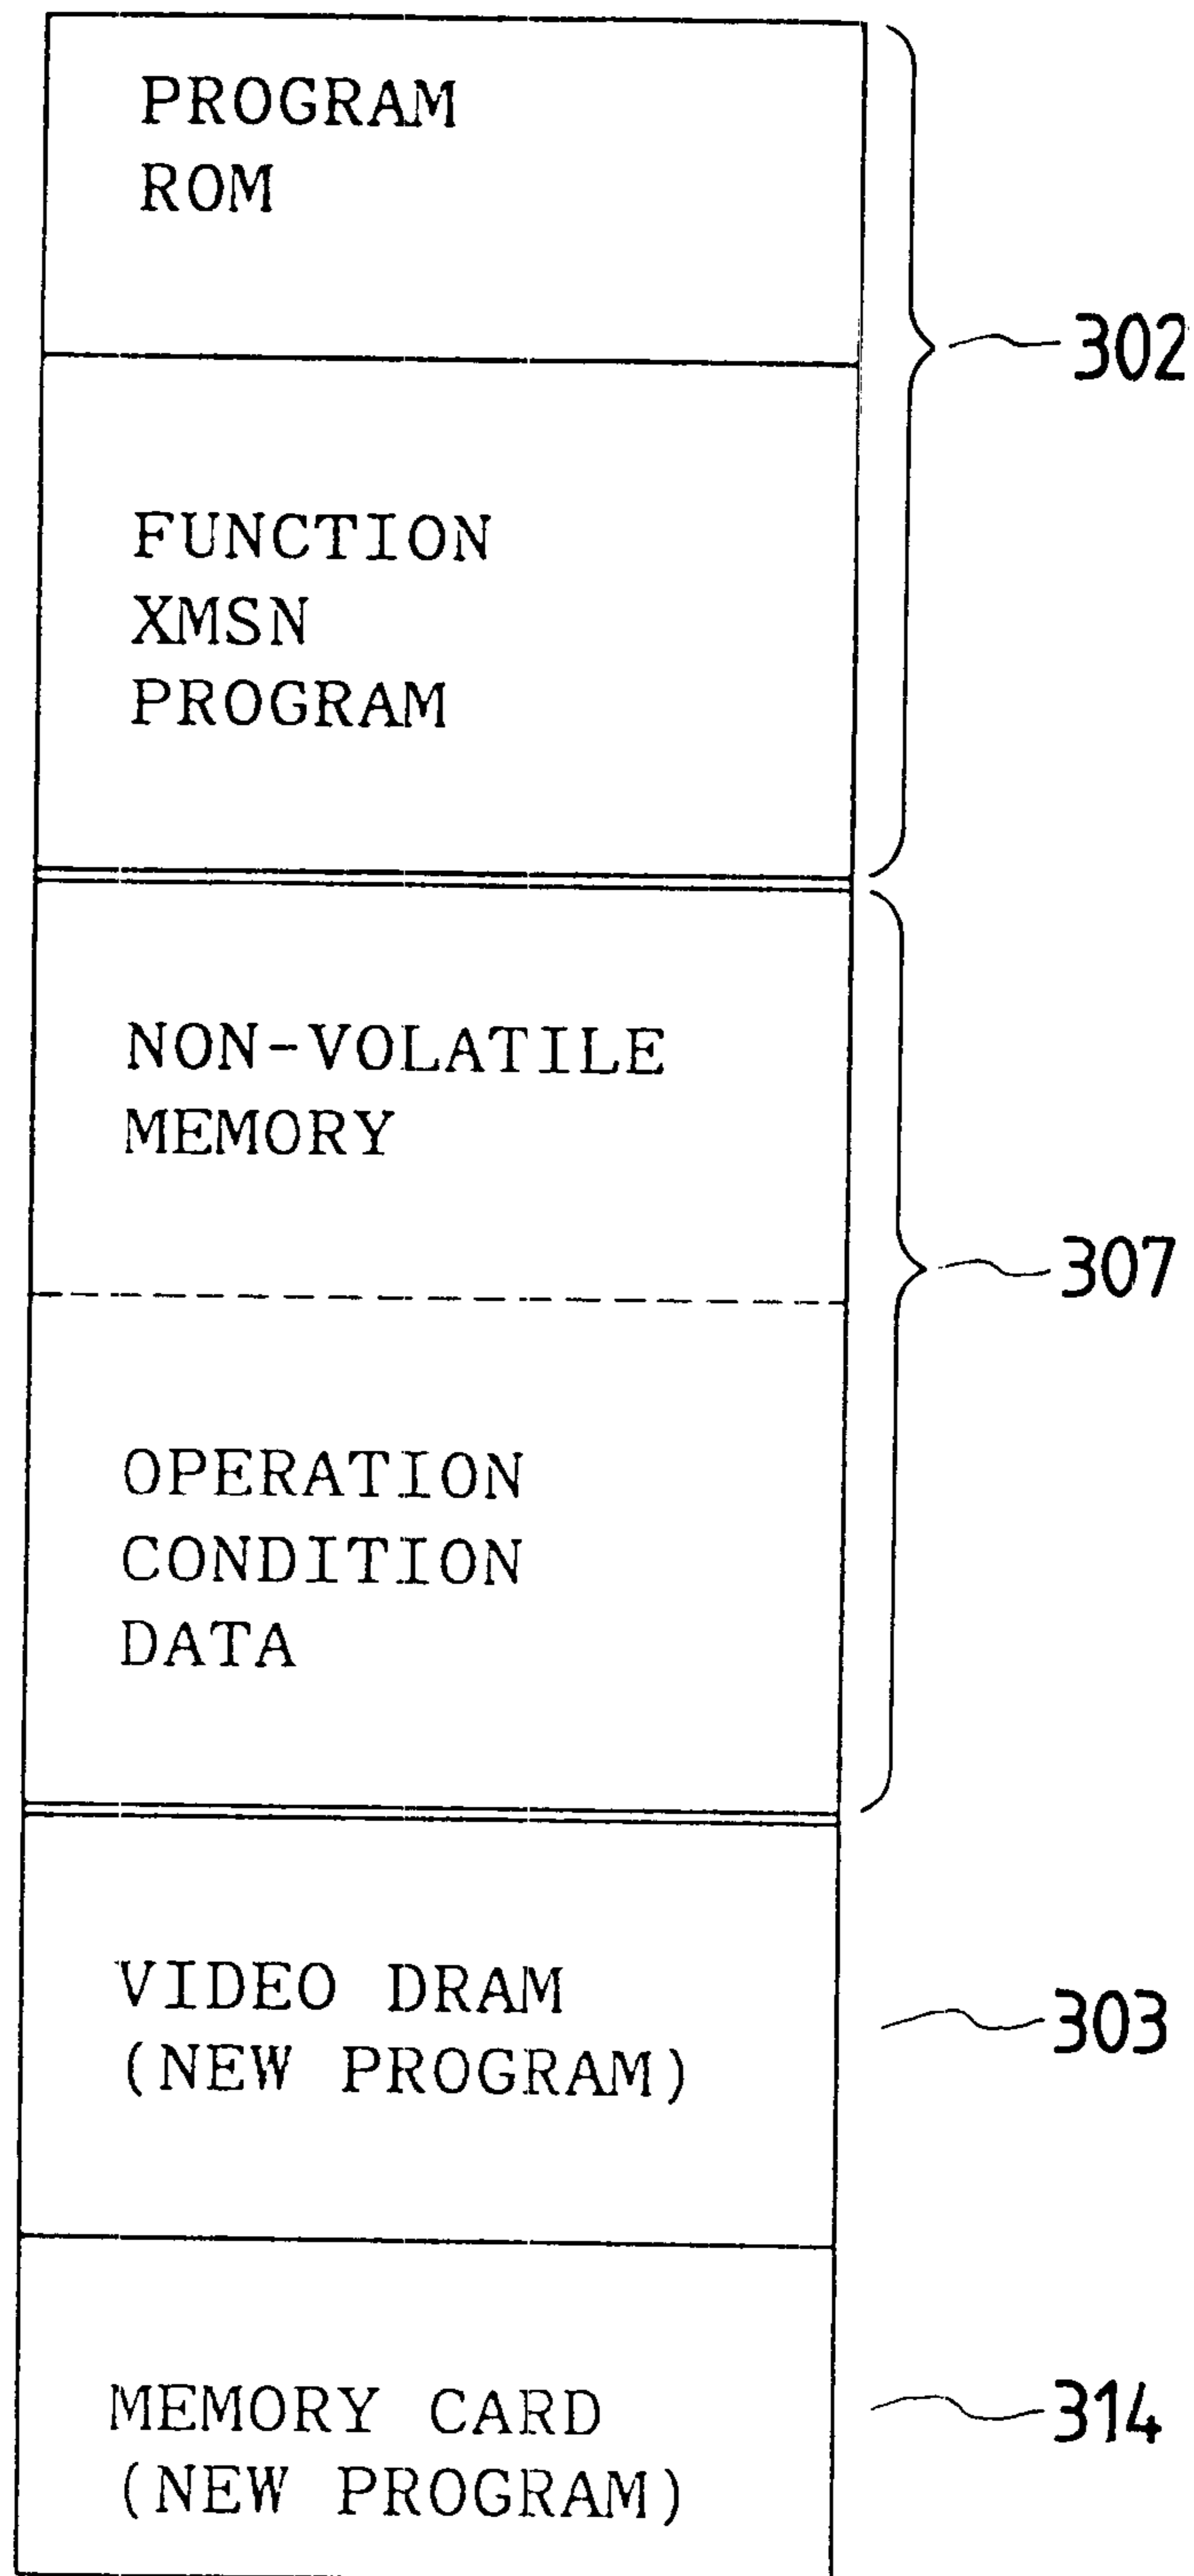 PROGRAM
ROM
302
FUNCTION
XMSN
PROGRAM
NON-VOLATILE
MEMORY
307
OPERATION
CONDITION
DATA
VIDEO DRAM
(NEW PROGRAM)
303
MEMORY CARD
(NEW PROGRAM)
314